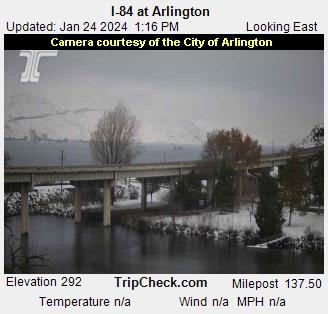 I-84 at Arlington
Updated: Jan 24 2024 1:16 PM Looking East
Camera courtesy of the City of Arlington
Elevation 292 TripCheck.com Milepost 137.50
Temperature n/a Wind n/a MPH n/a